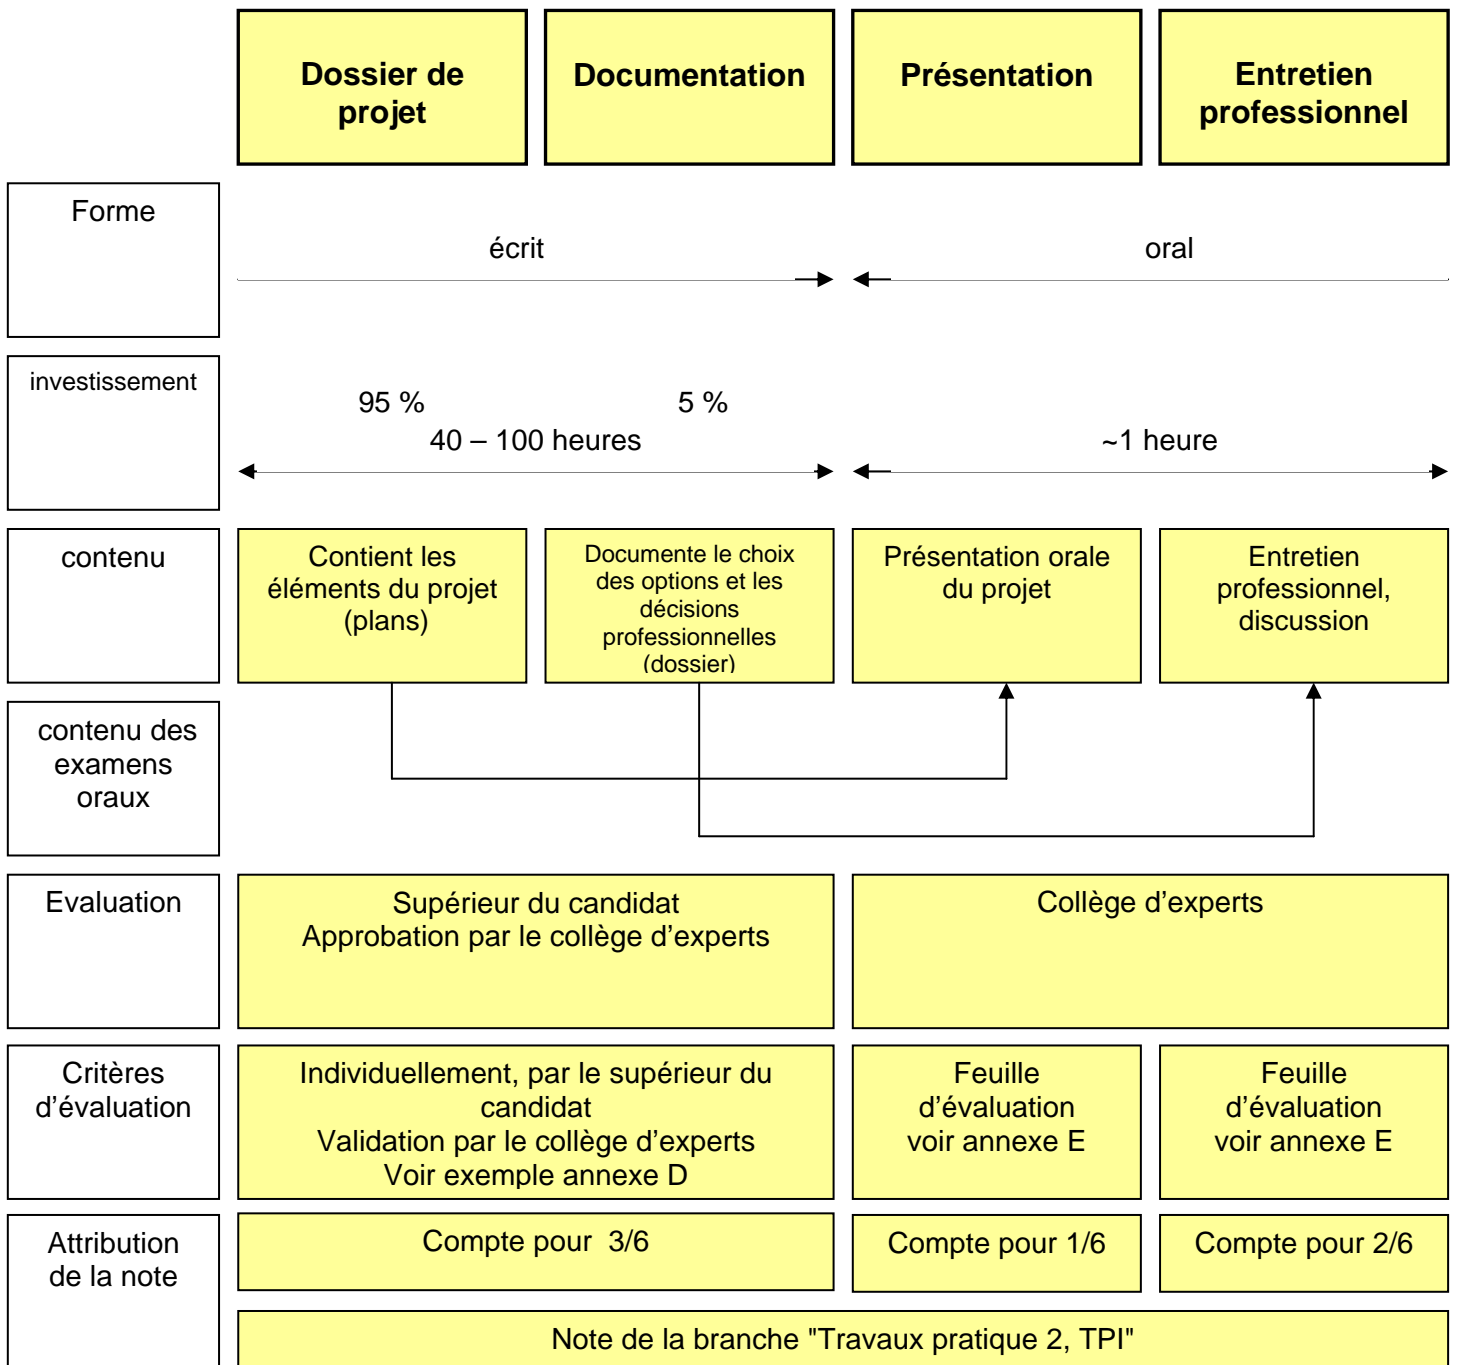 Dossier de
projet
Documentation
Présentation
Entretien
professionnel
Forme
écrit
oral
investissement
95 %
5 %
40 – 100 heures
~1 heure
contenu
Contient les
éléments du projet
(plans)
Documente le choix
des options et les
décisions
professionnelles
(dossier)
Présentation orale
du projet
Entretien
professionnel,
discussion
contenu des
examens
oraux
Evaluation
Supérieur du candidat
Approbation par le collège d’experts
Collège d’experts
Critères
d’évaluation
Individuellement, par le supérieur du
candidat
Validation par le collège d’experts
Voir exemple annexe D
Feuille
d’évaluation
voir annexe E
Feuille
d’évaluation
voir annexe E
Attribution
de la note
Compte pour 3/6
Compte pour 1/6
Compte pour 2/6
Note de la branche "Travaux pratique 2, TPI"